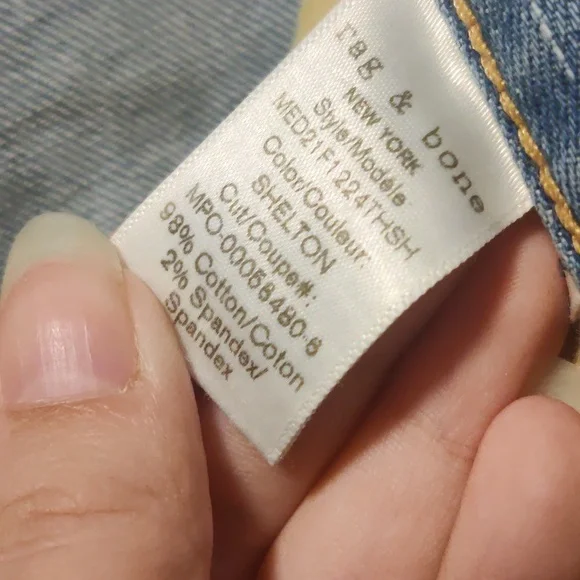 rag & bone
NEW YORK
Style/Modèle
MED21F1224THSH
Color/Couleur
SHELTON
Cut/Coupe#:
MPO-0005848O-8
98% Cotton/Coton
2% Spandex/
Spandex